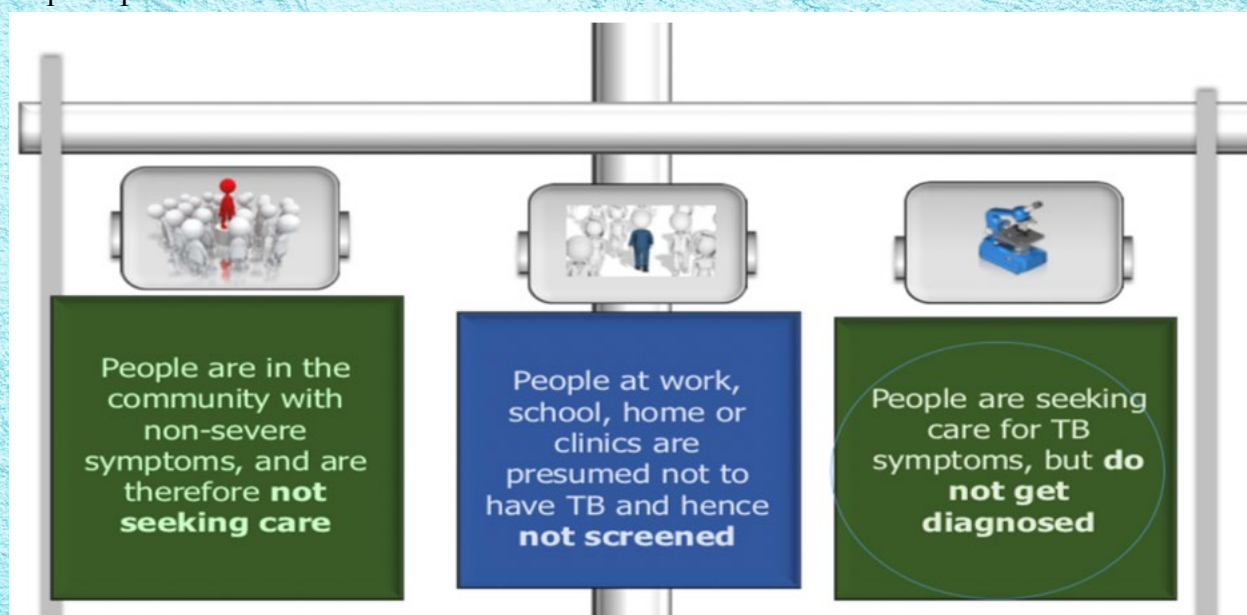 People are in the
community with
non-severe
symptoms, and are
therefore not
seeking care
People at work,
school, home or
clinics are
presumed not to
have TB and hence
not screened
People are seeking
care for TB
symptoms, but do
not get
diagnosed